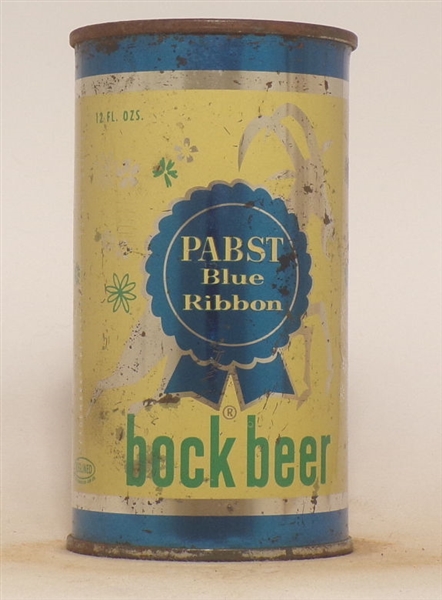 12 FL. OZS.
PABST
Blue
Ribbon
®
bock beer